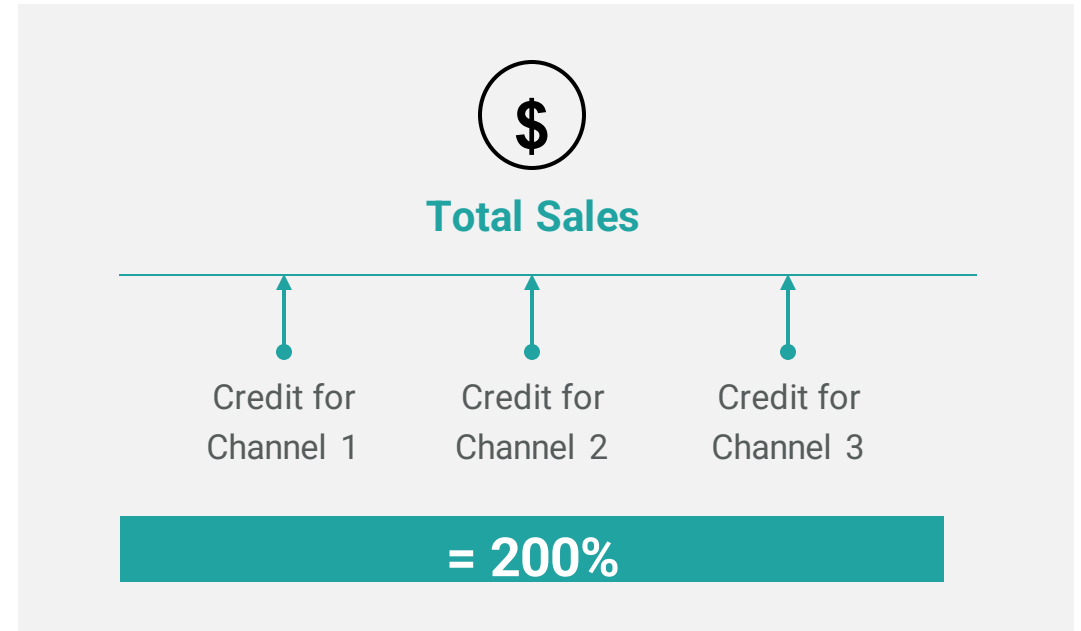 $
Total Sales
Credit for Credit for Credit for
Channel 1 Channel 2 Channel 3
= 200%